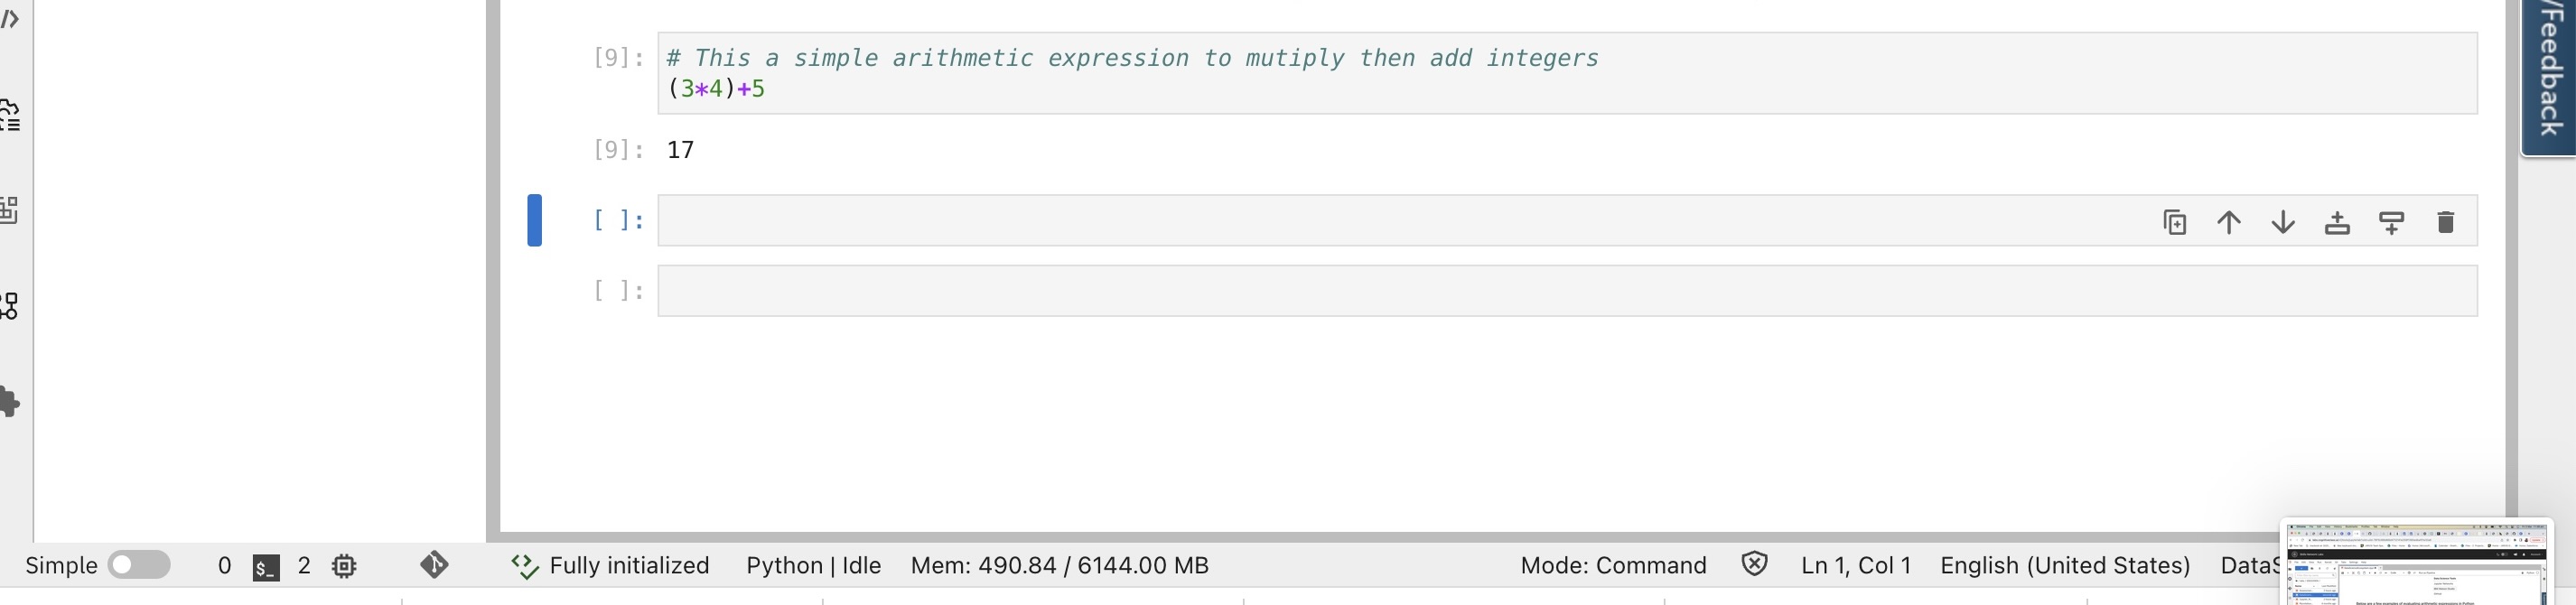 /Feedback
[9]: # This a simple arithmetic expression to mutiply then add integers
(3*4)+5
[9]: 17
[ ]:
[ ]:
Simple 0 $_ 2 Fully initialized Python | Idle Mem: 490.84 / 6144.00 MB Mode: Command Ln 1, Col 1 English (United States) DataS